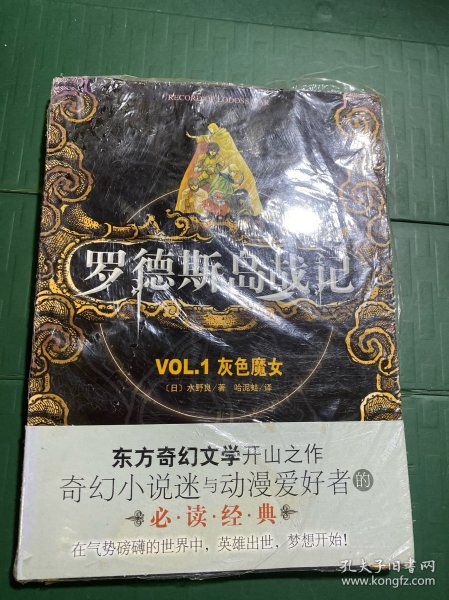 RECORD OF LODOSS
罗德斯岛战记
VOL.1 灰色魔女
〔日〕水野良/著 哈泥蛙/译
东方奇幻文学开山之作
奇幻小说迷与动漫爱好者的
必·读·经·典
在气势磅礴的世界中，英雄出世，梦想开始！
孔夫子旧书网
www.kongfz.com